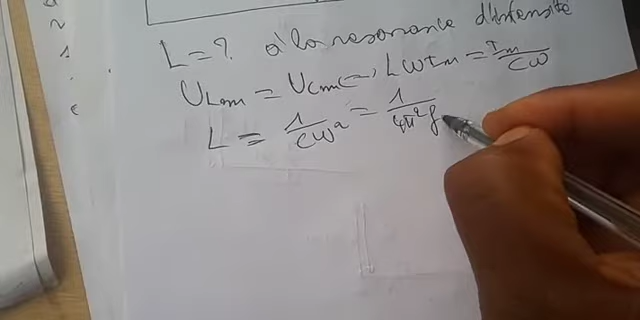 L = ? à la resonance d'intensité
ULm = UCm ⇔ LωIm = Im/Cω
L = 1/Cω² = 1/4π²f